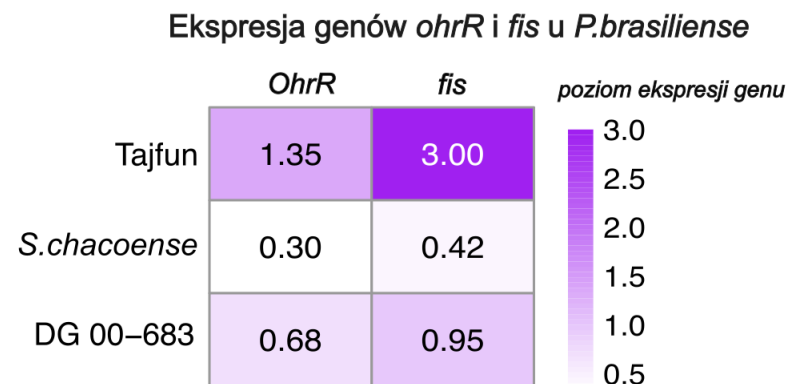 Ekspresja genów ohrR i fis u P.brasiliense
OhrR fis poziom ekspresji genu
Tajfun 1.35 3.00
S.chacoense 0.30 0.42
DG 00–683 0.68 0.95
3.0
2.5
2.0
1.5
1.0
0.5